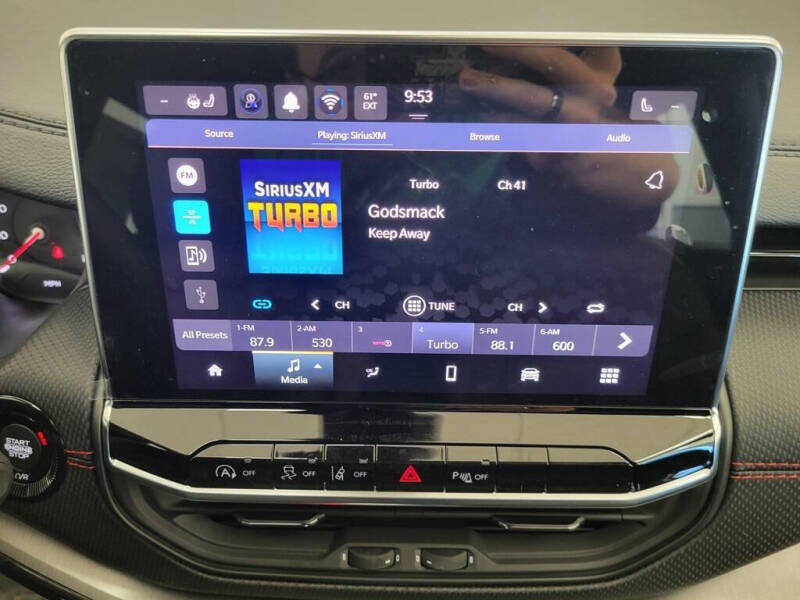 61°
EXT
9:53
Source
Playing: SiriusXM
Browse
Audio
FM
SIRIUSXM
TURBO
Turbo
Ch 41
Godsmack
Keep Away
CH
TUNE
CH
All Presets
1-FM
87.9
2-AM
530
3
4
Turbo
5-FM
88.1
6-AM
600
Media
MPH
START
ENGINE
STOP
A OFF
OFF
OFF
P OFF